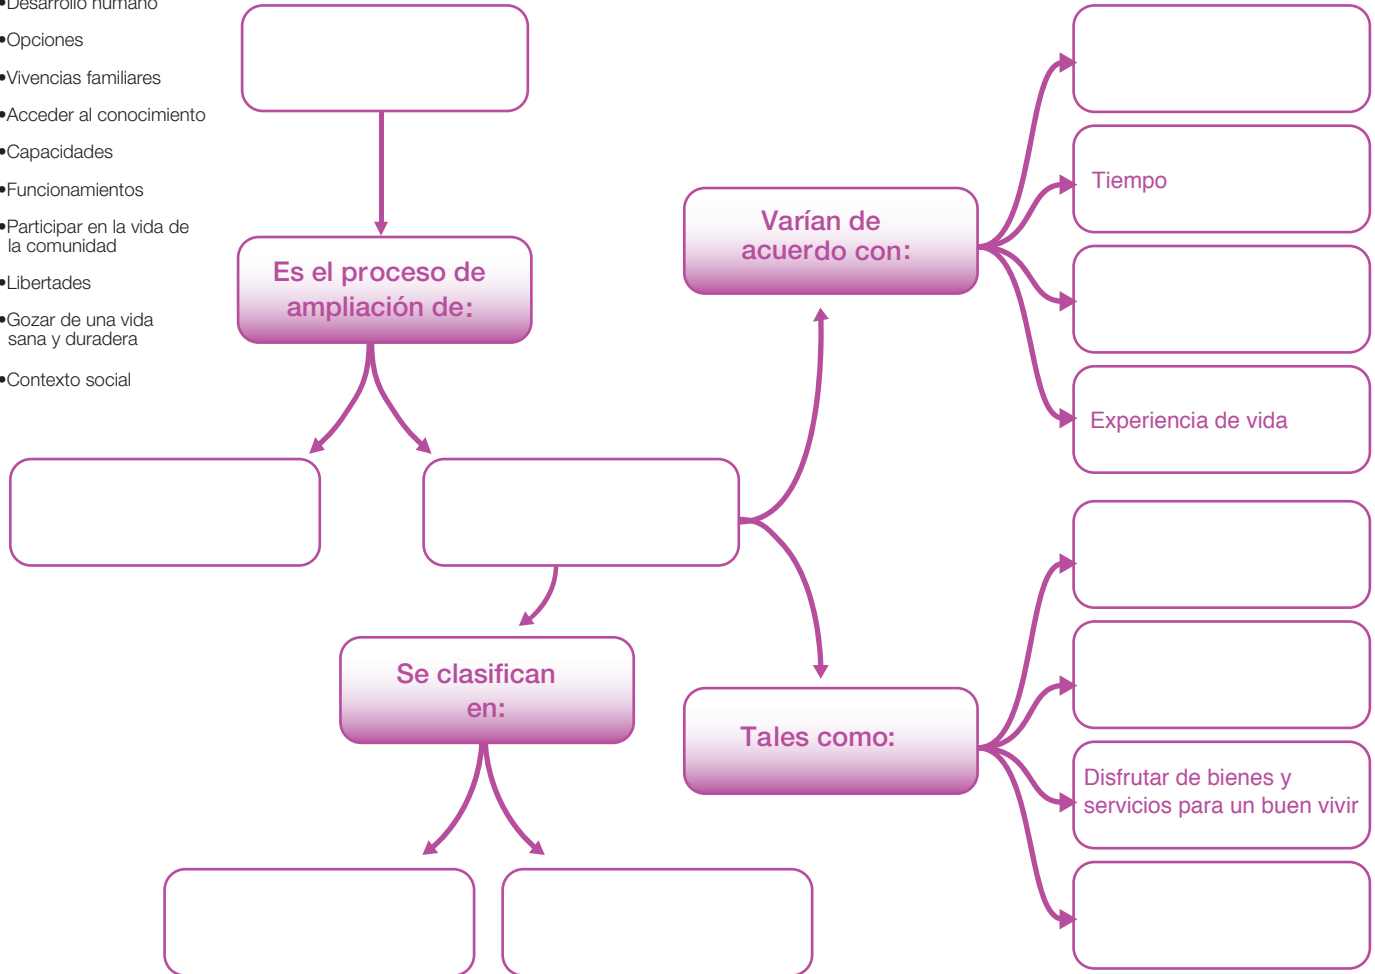 •Desarrollo humano
•Opciones
•Vivencias familiares
•Acceder al conocimiento
•Capacidades
•Funcionamientos
•Participar en la vida de
la comunidad
•Libertades
•Gozar de una vida
sana y duradera
•Contexto social
Es el proceso de
ampliación de:
Se clasifican
en:
Varían de
acuerdo con:
Tiempo
Experiencia de vida
Tales como:
Disfrutar de bienes y
servicios para un buen vivir